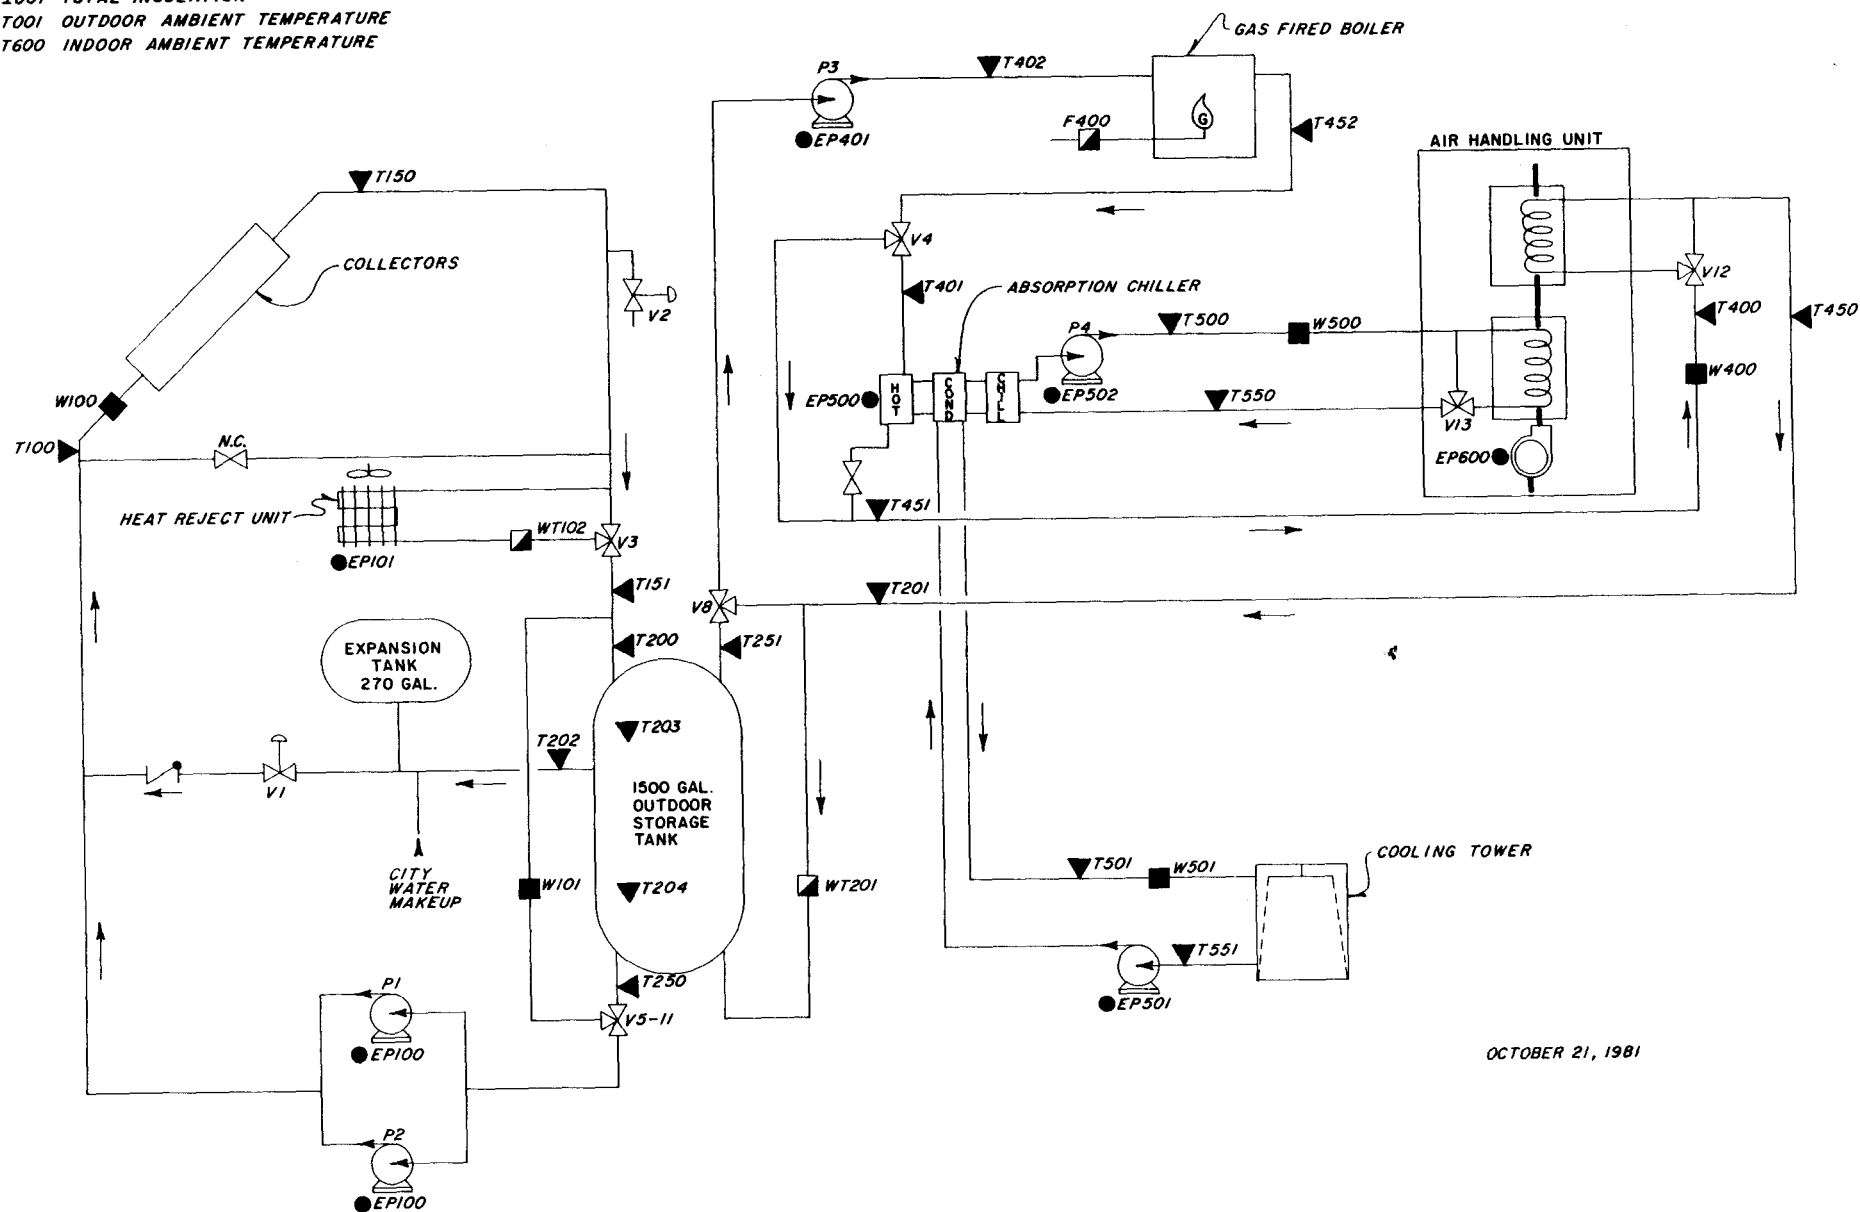 I001 TOTAL INSOLATION
T001 OUTDOOR AMBIENT TEMPERATURE
T600 INDOOR AMBIENT TEMPERATURE
GAS FIRED BOILER
P3
T402
G
F400
EP401
T452
AIR HANDLING UNIT
T150
COLLECTORS
V2
V4
V12
T401
ABSORPTION CHILLER
T400
T450
P4
T500
W500
W400
HOT
COND
CHILL
EP500
EP502
T550
V13
W100
T100
N.C.
EP600
HEAT REJECT UNIT
WT102
V3
EP101
T451
T151
V8
T201
T200
T251
EXPANSION
TANK
270 GAL.
T203
T202
V1
1500 GAL.
OUTDOOR
STORAGE
TANK
CITY
WATER
MAKEUP
W101
T204
WT201
T501
W501
COOLING TOWER
T551
EP501
T250
V5-11
P1
EP100
P2
EP100
OCTOBER 21, 1981